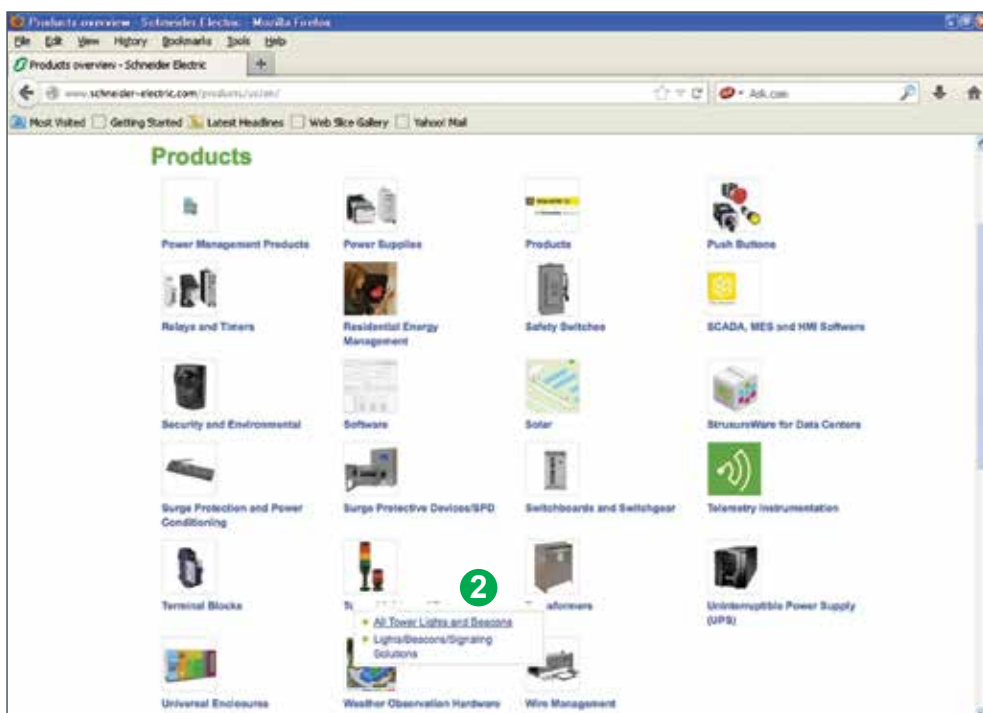 Products overview - Schneider Electric - Mozilla Firefox
File Edit View History Bookmarks Tools Help
Products overview - Schneider Electric +
www.schneider-electric.com/products/us/en/ Ask.com
Most Visited Getting Started Latest Headlines Web Slice Gallery Yahoo! Mail
Products
Power Management Products
Power Supplies
Products
Push Buttons
Relays and Timers
Residential Energy
Management
Safety Switches
SCADA, MES and HMI Software
Security and Environmental
Software
Solar
StruxureWare for Data Centers
Surge Protection and Power
Conditioning
Surge Protective Devices/SPD
Switchboards and Switchgear
Telemetry Instrumentation
Terminal Blocks
2
Uninterruptible Power Supply
(UPS)
All Tower Lights and Beacons
Lights/Beacons/Signaling
Solutions
Universal Enclosures
Weather Observation Hardware
Wire Management